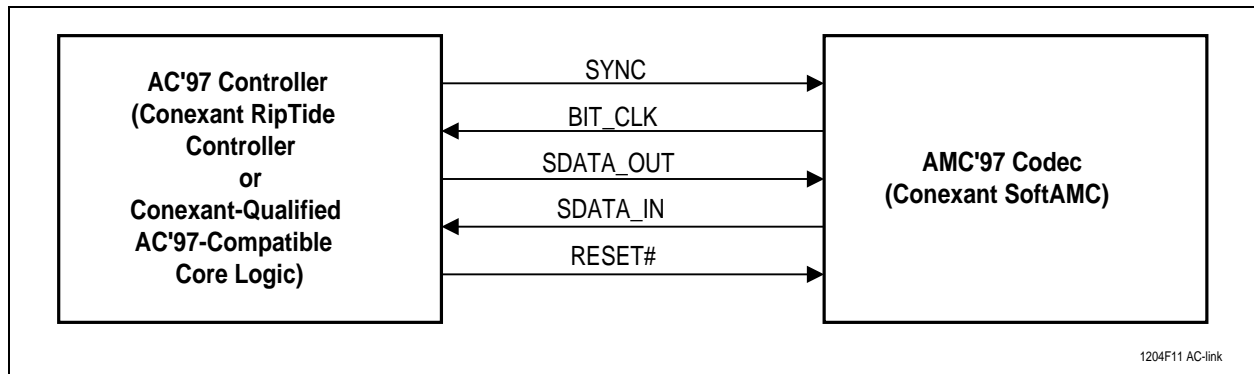 AC'97 Controller
(Conexant RipTide
Controller
or
Conexant-Qualified
AC'97-Compatible
Core Logic)
SYNC
BIT_CLK
SDATA_OUT
SDATA_IN
RESET#
AMC'97 Codec
(Conexant SoftAMC)
1204F11 AC-link